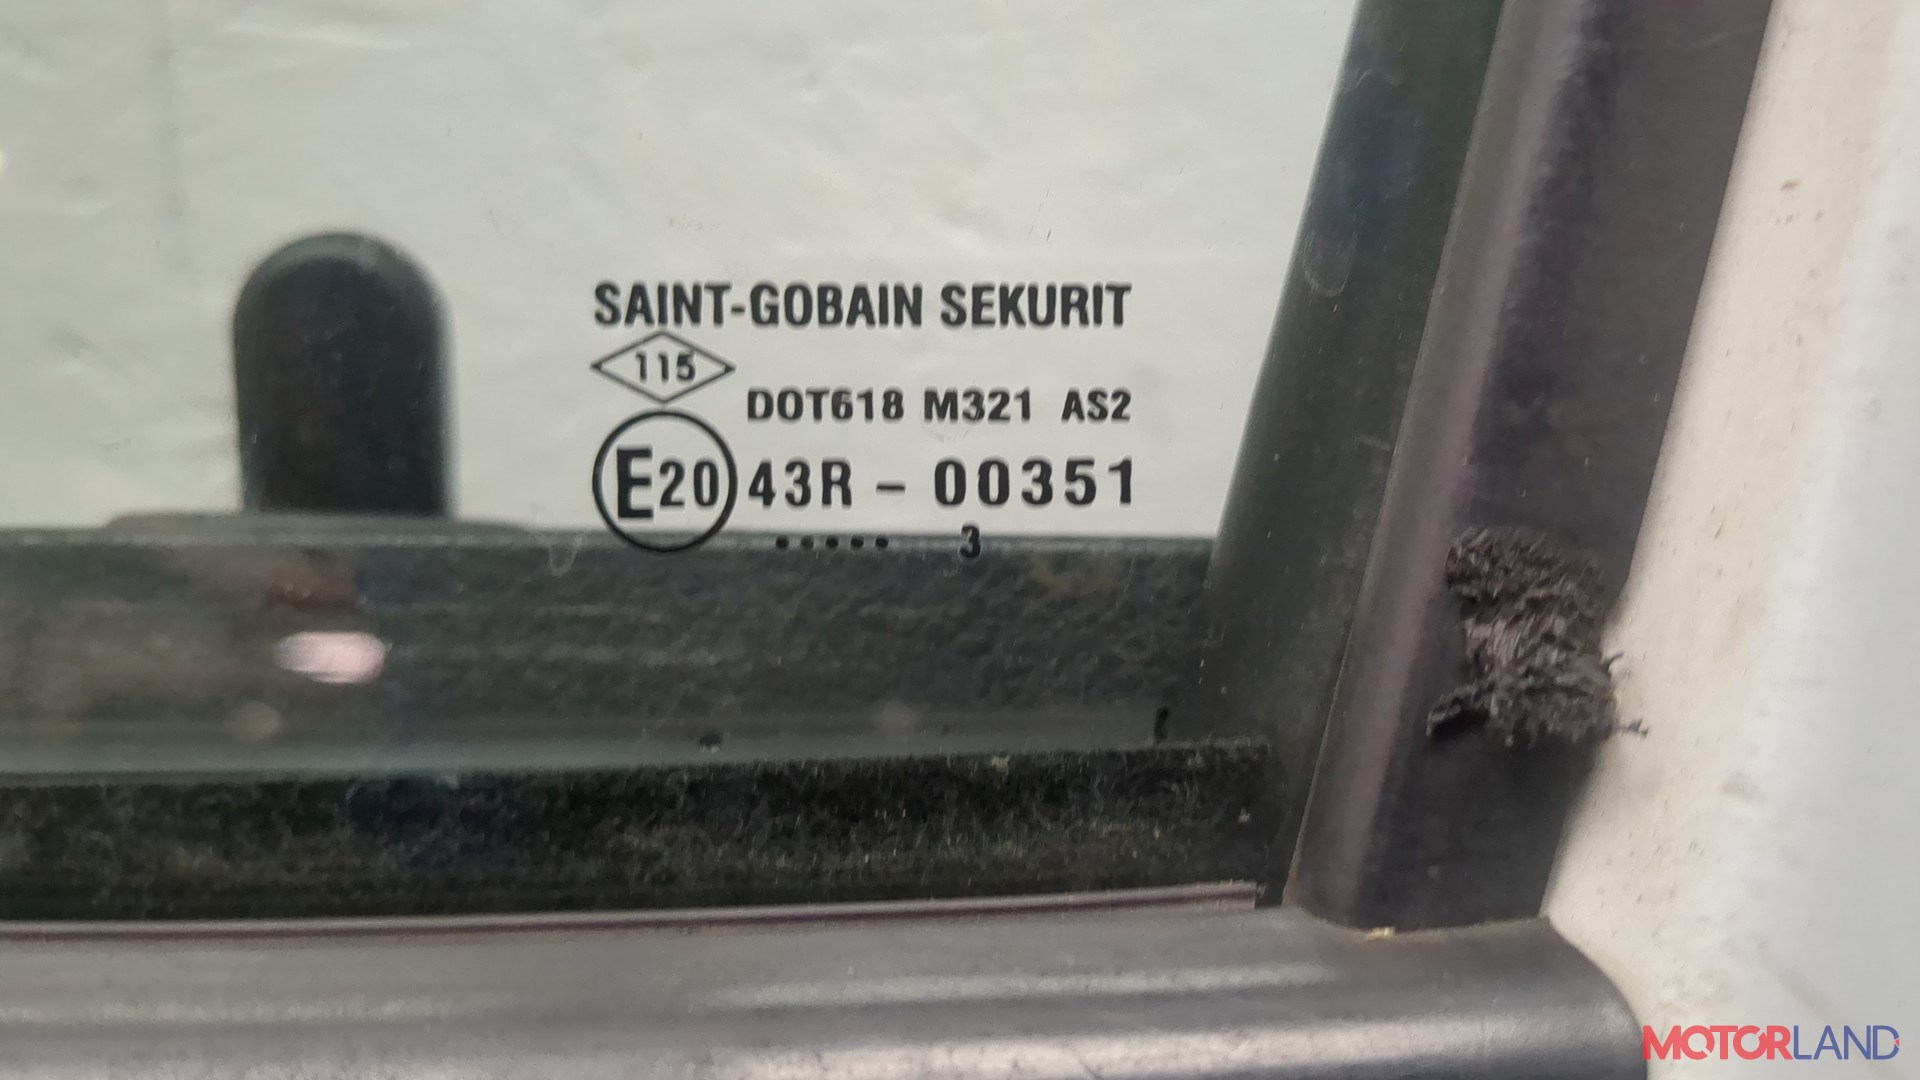 SAINT-GOBAIN SEKURIT
115
DOT618 M321 AS2
E20 43R - 00351
..... 3
MOTORLAND